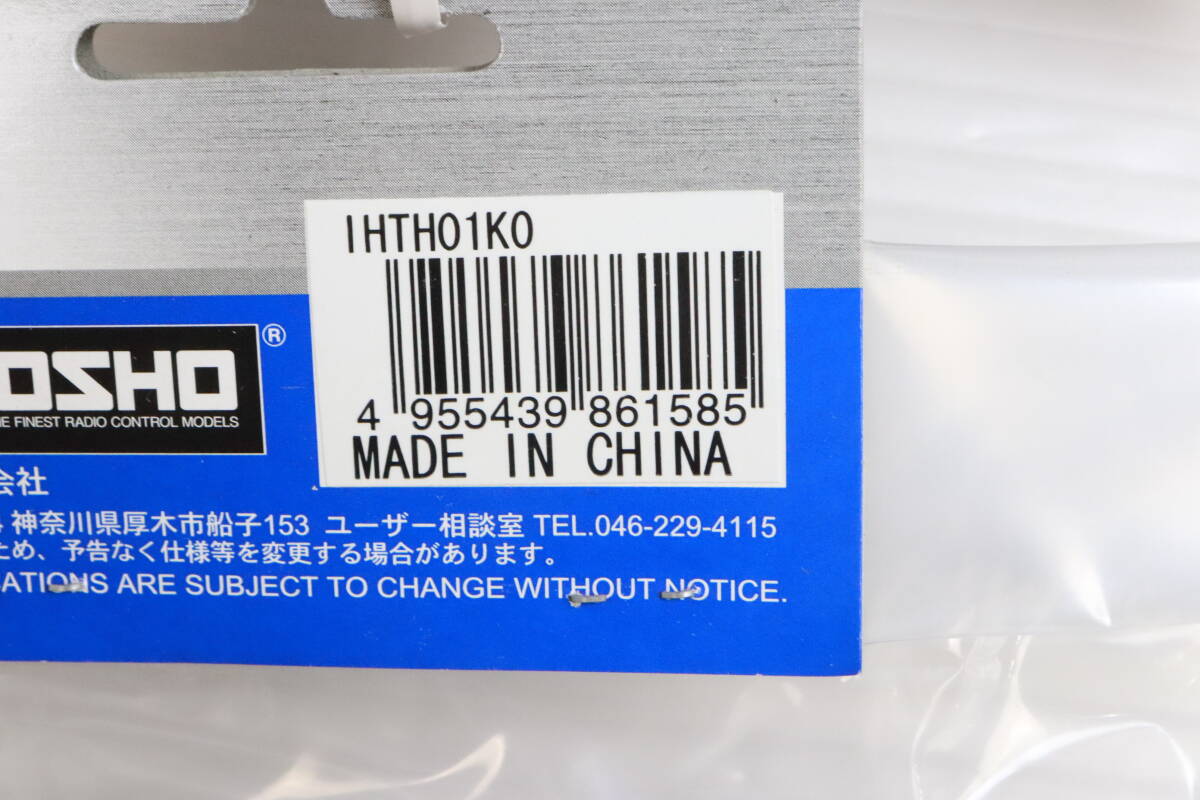 IHTH01K0
4 955439 861585
MADE IN CHINA
OSHO ®
FINEST RADIO CONTROL MODELS
会社
神奈川県厚木市船子153 ユーザー相談室 TEL.046-229-4115
ため、予告なく仕様等を変更する場合があります。
CATIONS ARE SUBJECT TO CHANGE WITHOUT NOTICE.